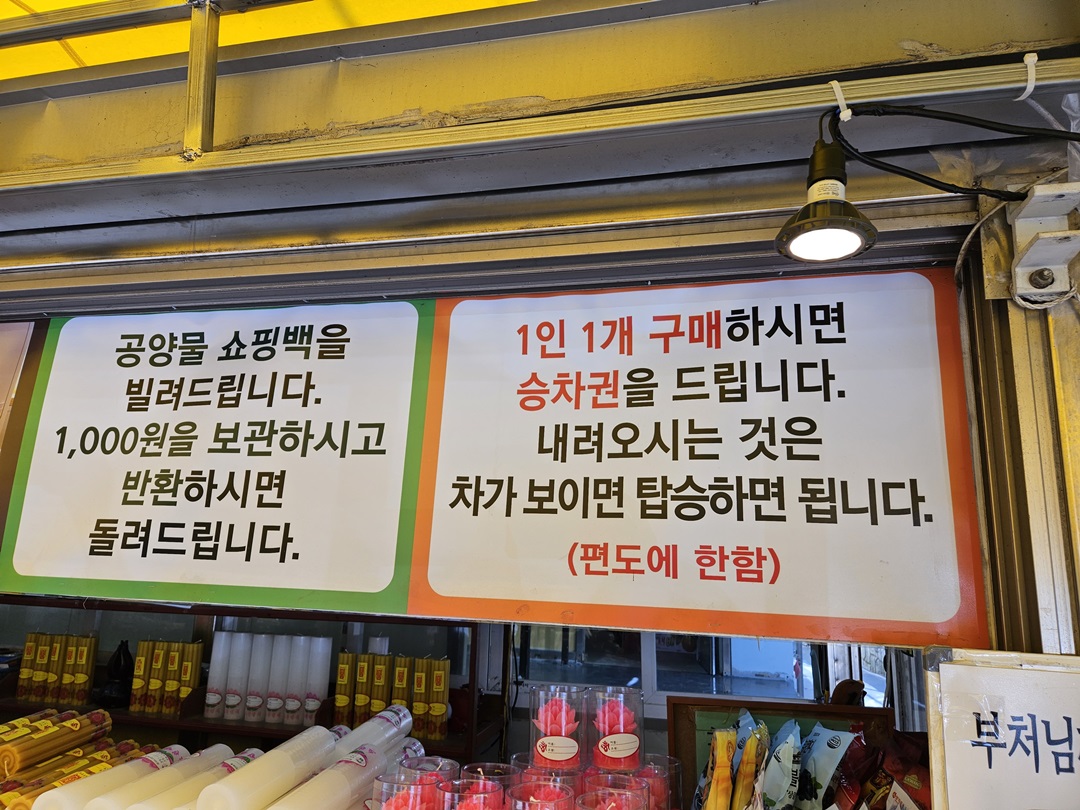 공양물 쇼핑백을
빌려드립니다.
1,000원을 보관하시고
반환하시면
돌려드립니다.
1인 1개 구매하시면
승차권을 드립니다.
내려오시는 것은
차가 보이면 탑승하면 됩니다.
(편도에 한함)
부처님